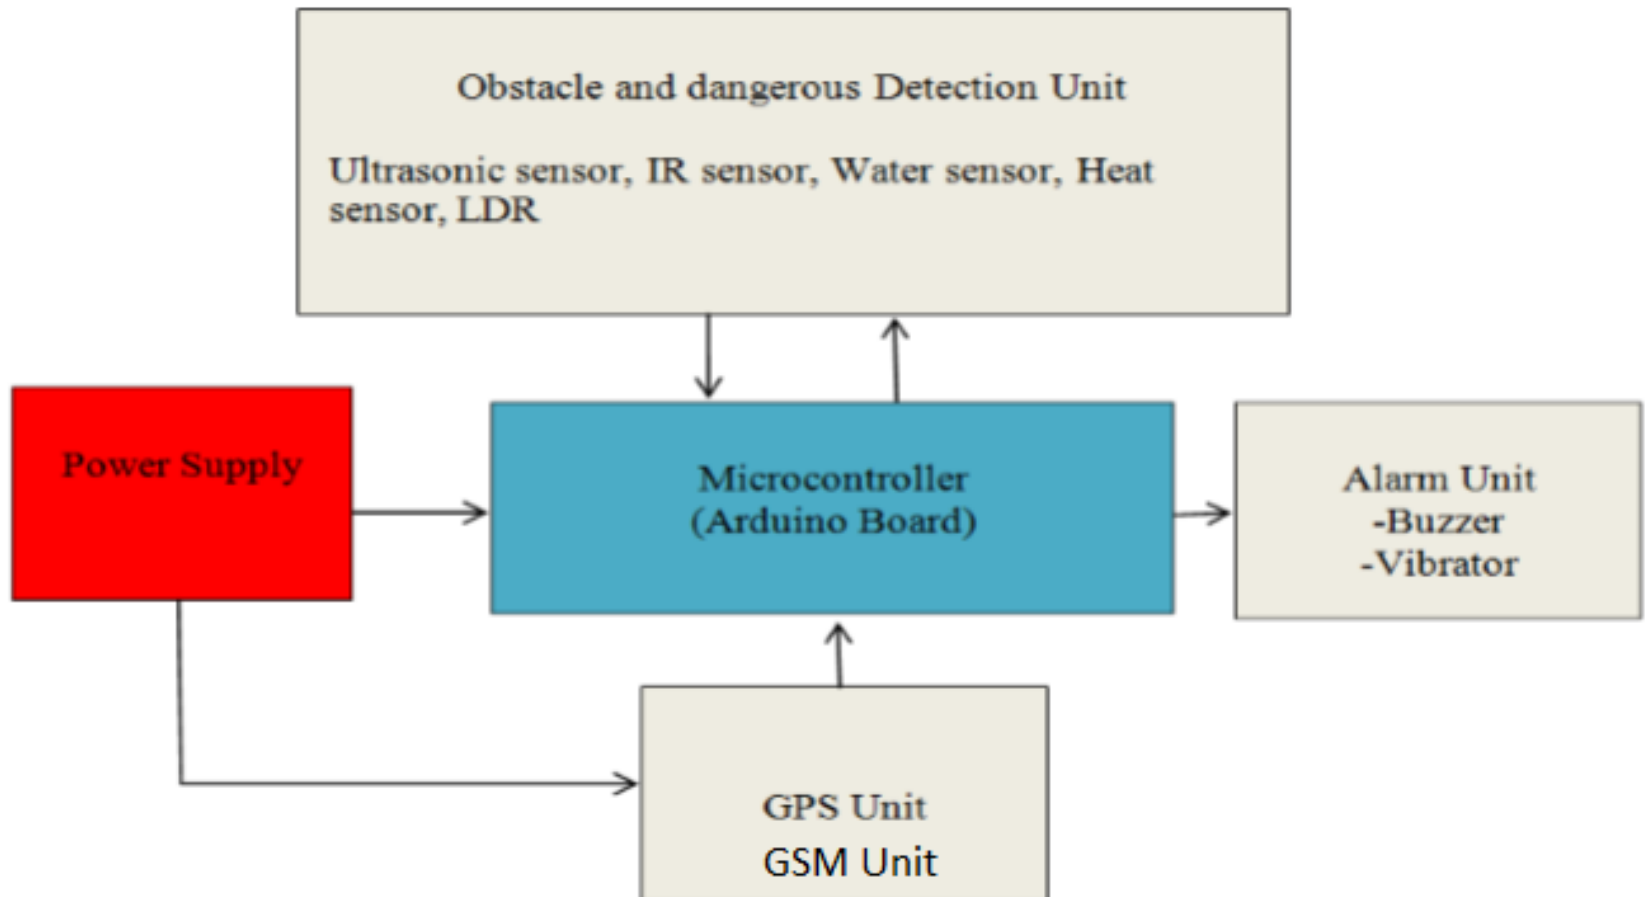 Obstacle and dangerous Detection Unit
Ultrasonic sensor, IR sensor, Water sensor, Heat
sensor, LDR
Power Supply
Microcontroller
(Arduino Board)
Alarm Unit
-Buzzer
-Vibrator
GPS Unit
GSM Unit